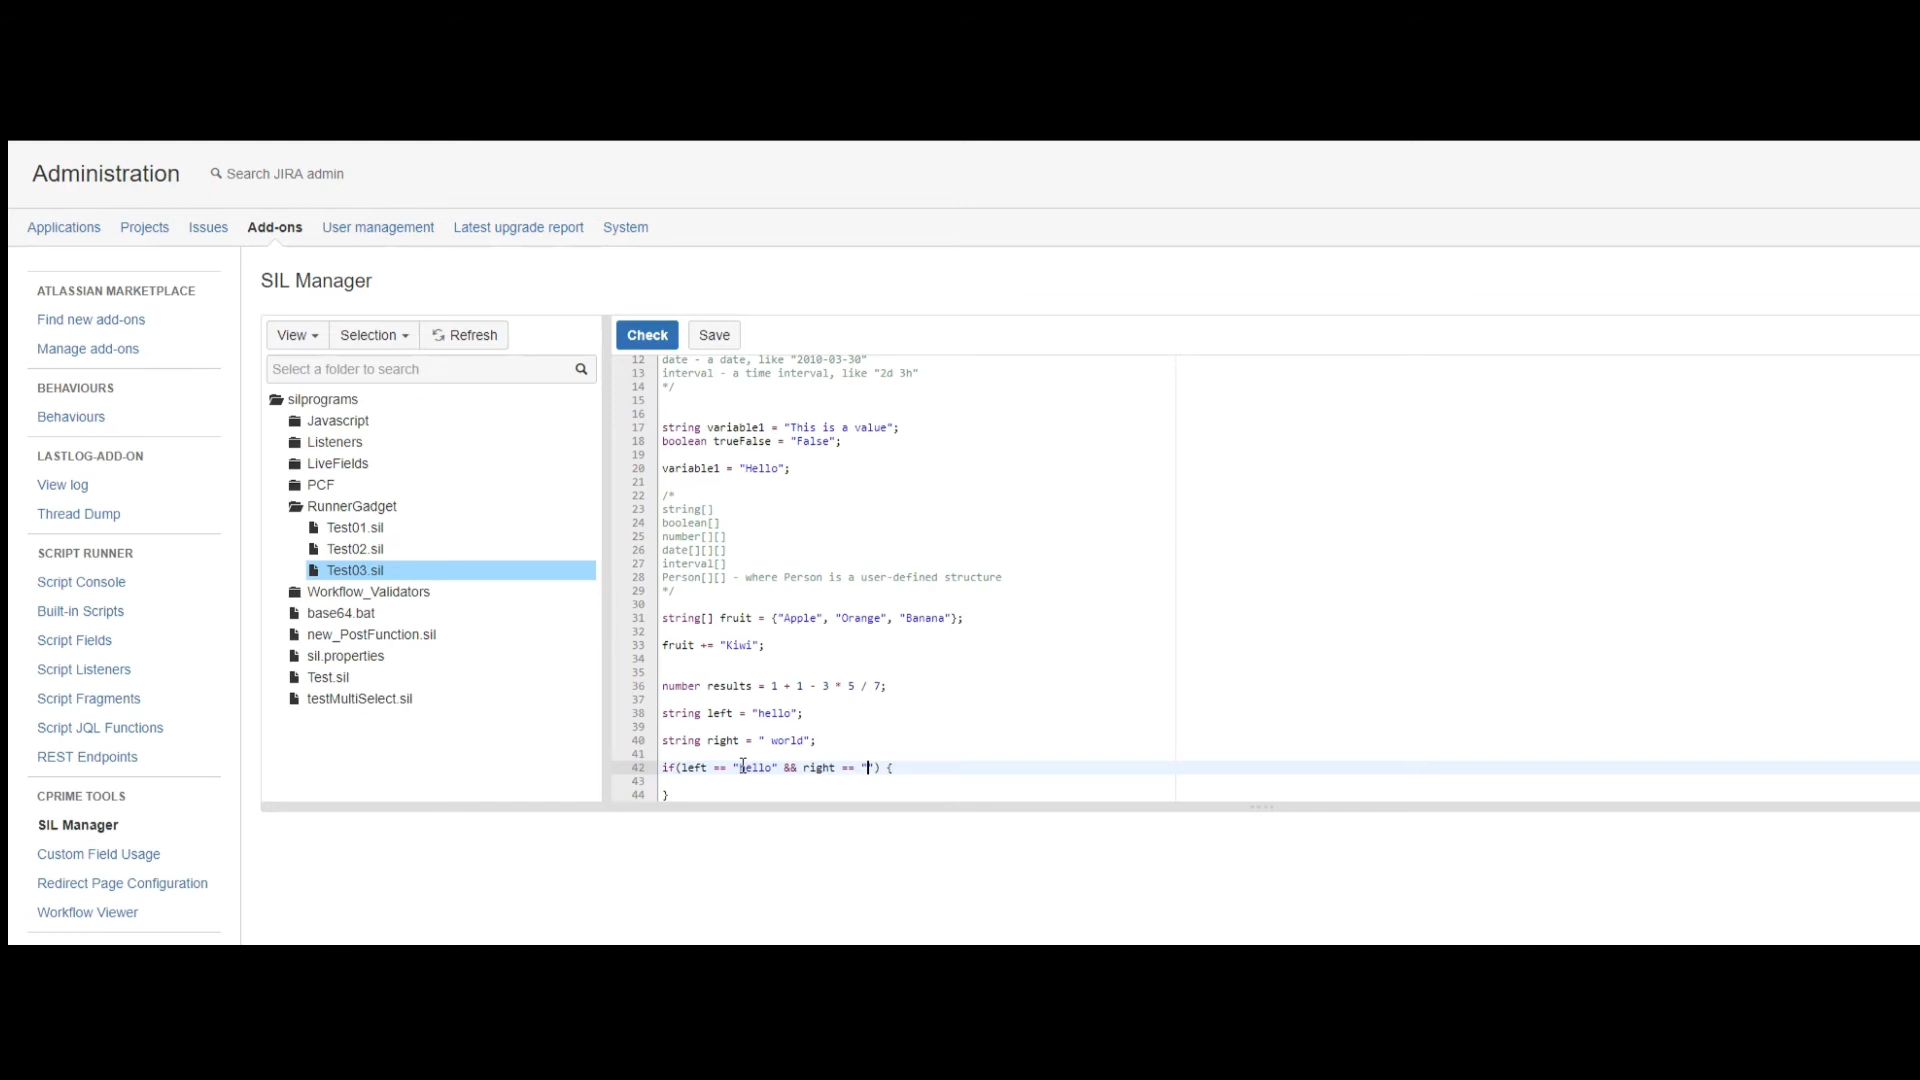 Administration
Search JIRA admin
Applications Projects Issues Add-ons User management Latest upgrade report System
ATLASSIAN MARKETPLACE
Find new add-ons
Manage add-ons
BEHAVIOURS
Behaviours
LASTLOG-ADD-ON
View log
Thread Dump
SCRIPT RUNNER
Script Console
Built-in Scripts
Script Fields
Script Listeners
Script Fragments
Script JQL Functions
REST Endpoints
CPRIME TOOLS
SIL Manager
Custom Field Usage
Redirect Page Configuration
Workflow Viewer
SIL Manager
View Selection Refresh
Select a folder to search
silprograms
Javascript
Listeners
LiveFields
PCF
RunnerGadget
Test01.sil
Test02.sil
Test03.sil
Workflow_Validators
base64.bat
new_PostFunction.sil
sil.properties
Test.sil
testMultiSelect.sil
Check Save
12 date - a date, like "2010-03-30"
13 interval - a time interval, like "2d 3h"
14 */
15
16
17 string variable1 = "This is a value";
18 boolean trueFalse = "False";
19
20 variable1 = "Hello";
21
22 /*
23 string[]
24 boolean[]
25 number[][]
26 date[][][]
27 interval[]
28 Person[][] - where Person is a user-defined structure
29 */
30
31 string[] fruit = {"Apple", "Orange", "Banana"};
32
33 fruit += "Kiwi";
34
35
36 number results = 1 + 1 - 3 * 5 / 7;
37
38 string left = "hello";
39
40 string right = " world";
41
42 if(left == "hello" && right == "") {
43
44 }